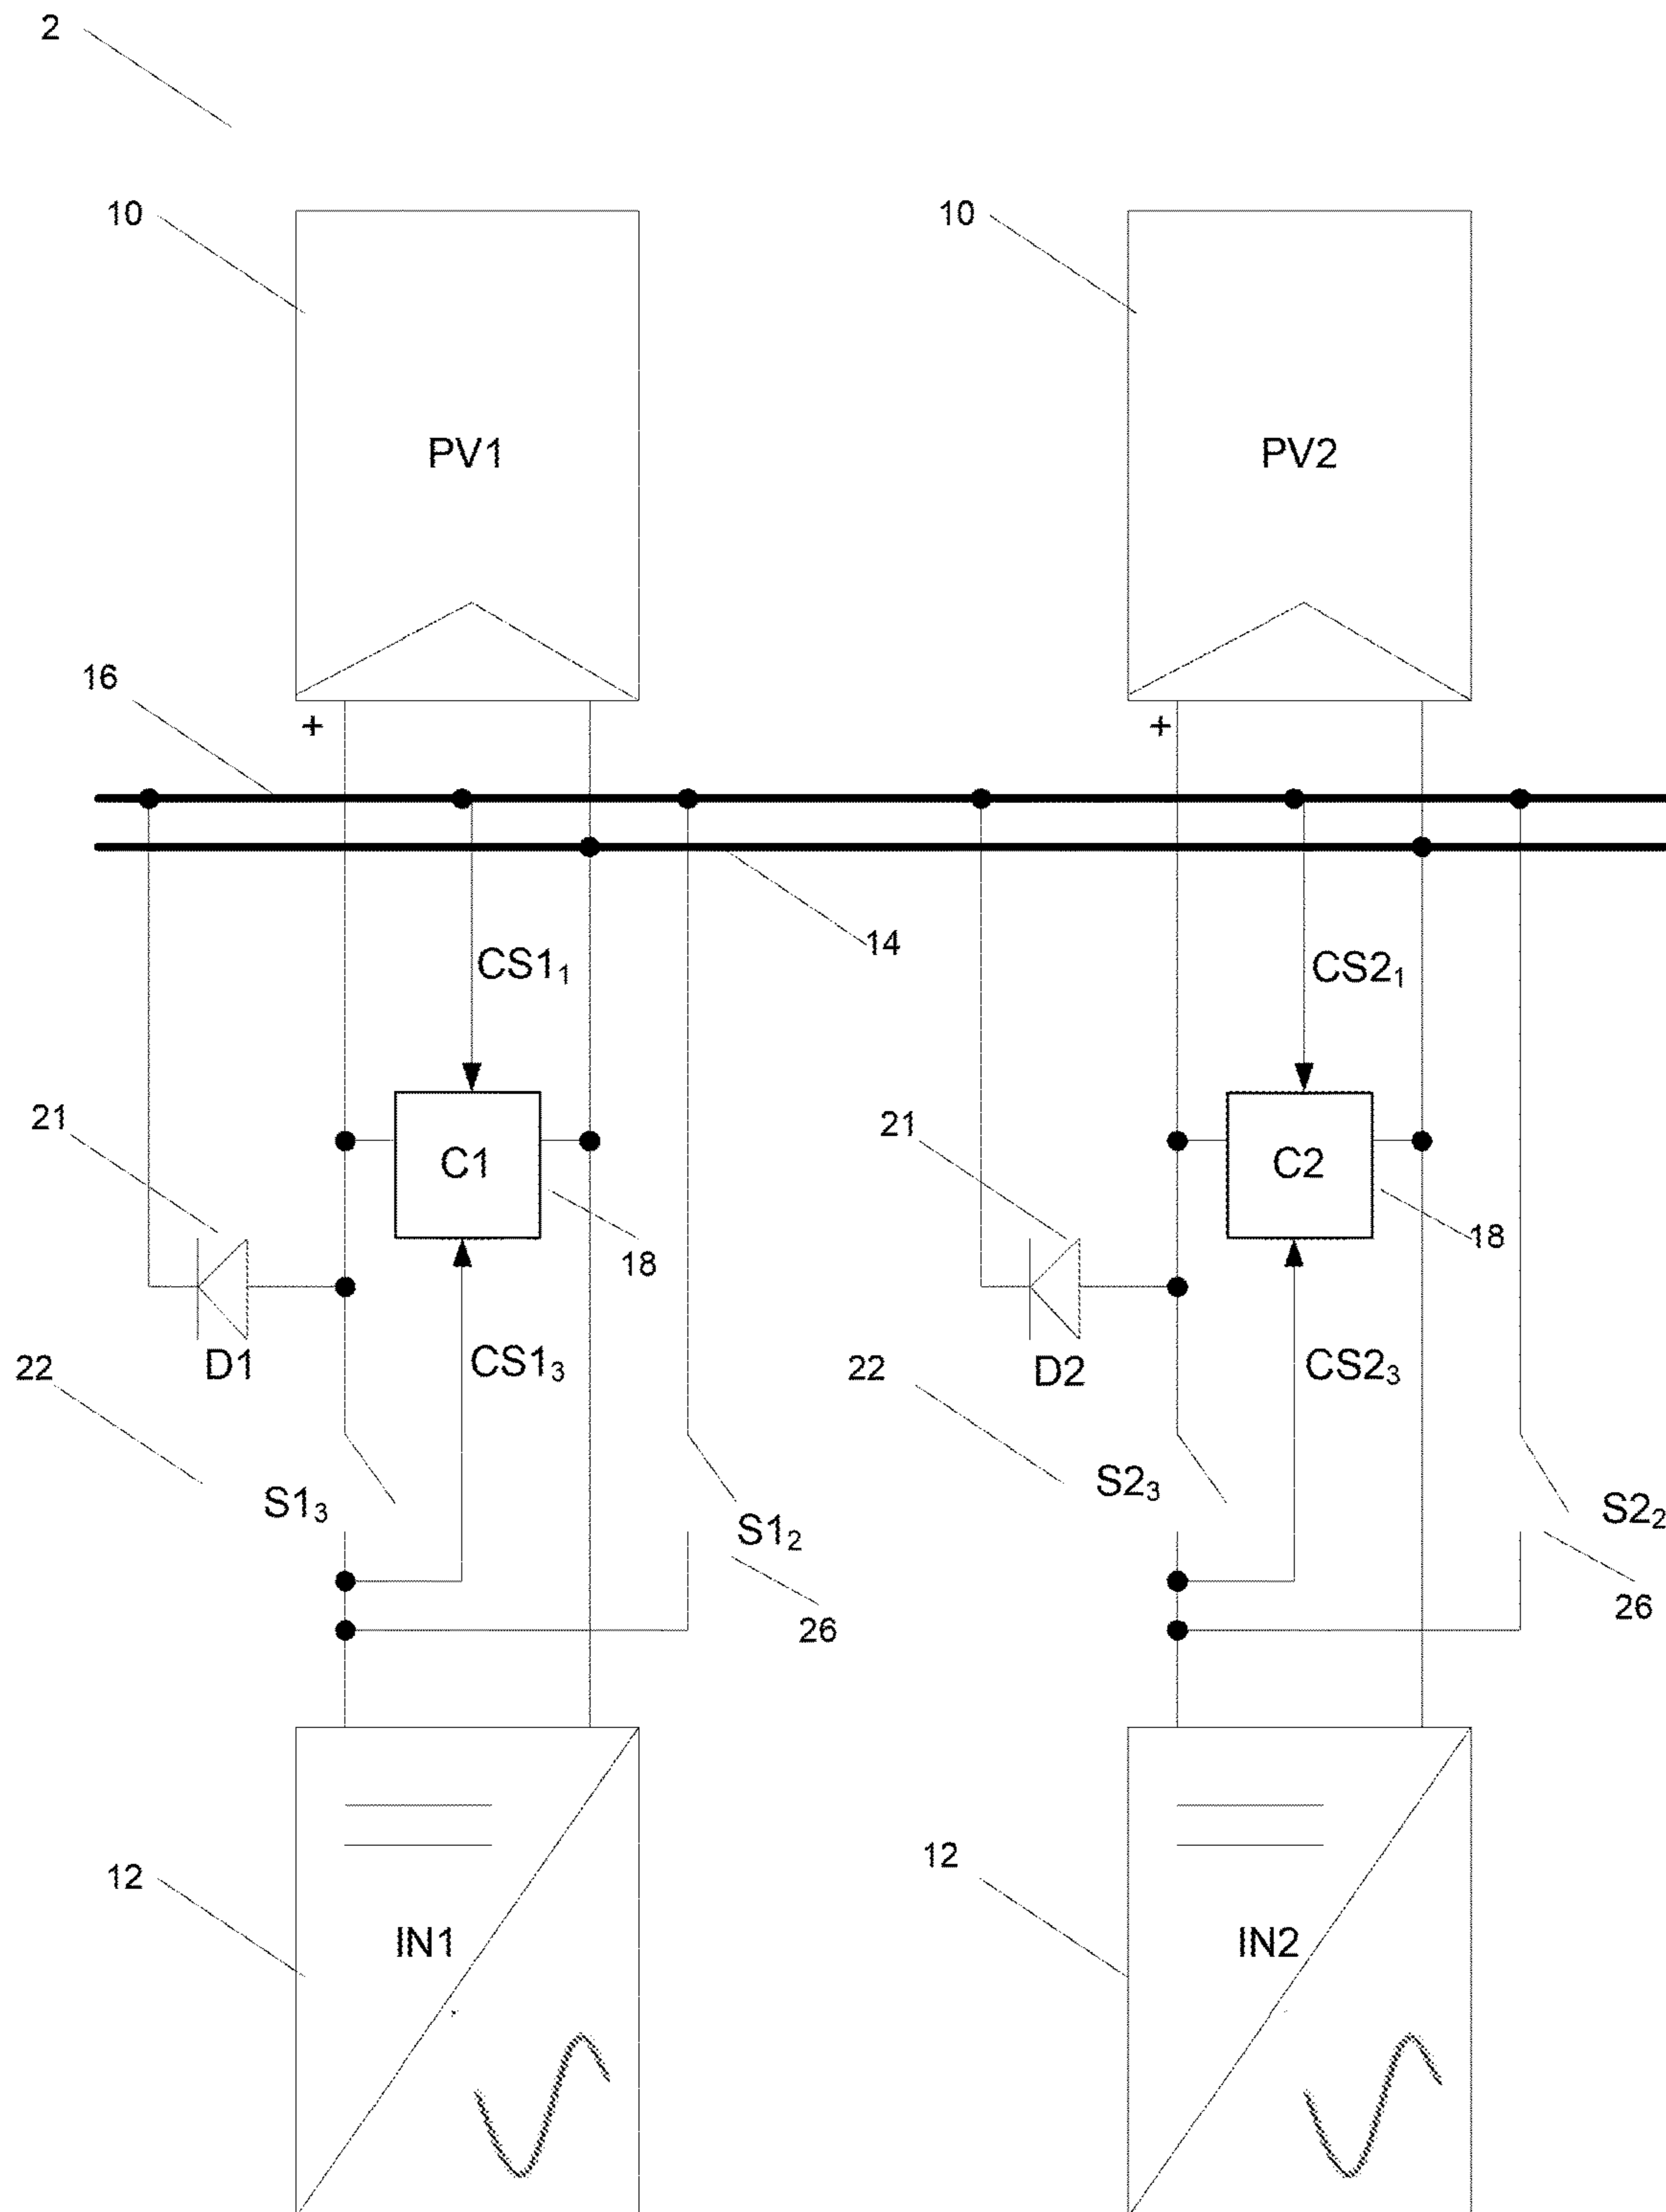 2
10
10
PV1
PV2
16
+
+
14
CS1₁
CS2₁
21
21
C1
C2
18
18
D1
CS1₃
D2
CS2₃
22
22
S1₃
S1₂
S2₃
S2₂
26
26
12
12
IN1
IN2